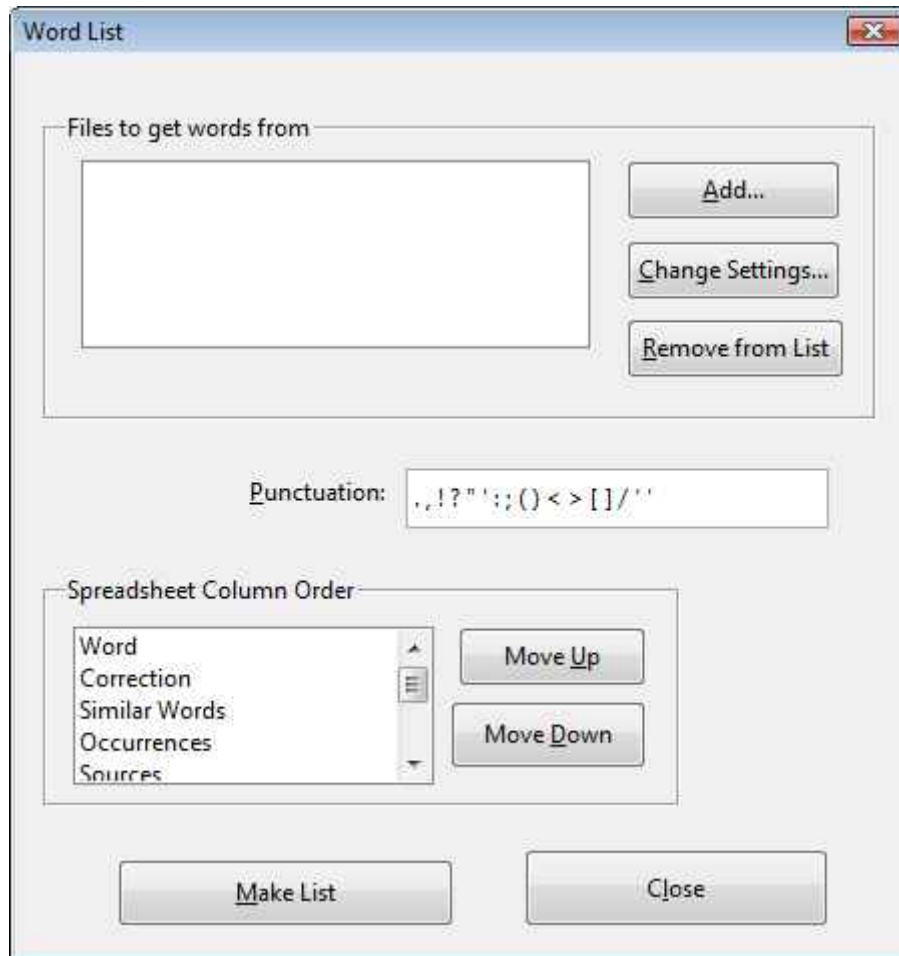 Word List
Files to get words from
Add...
Change Settings...
Remove from List
Punctuation: .,!?"':;()<>[]/''
Spreadsheet Column Order
Word
Correction
Similar Words
Occurrences
Sources
Move Up
Move Down
Make List
Close